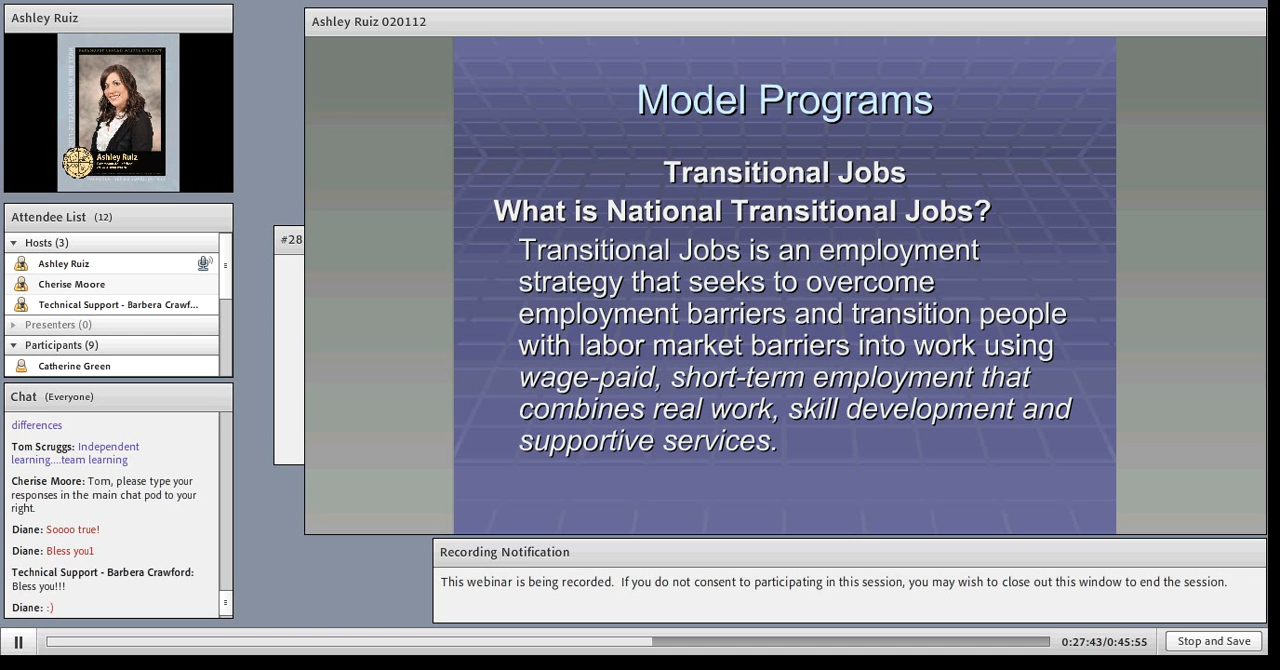 Ashley Ruiz
Ashley Ruiz
Attendee List (12)
Hosts (3)
Ashley Ruiz
Cherise Moore
Technical Support - Barbera Crawf...
Presenters (0)
Participants (9)
Catherine Green
Chat (Everyone)
differences
Tom Scruggs: Independent
learning....team learning
Cherise Moore: Tom, please type your
responses in the main chat pod to your
right.
Diane: Soooo true!
Diane: Bless you1
Technical Support - Barbera Crawford:
Bless you!!!
Diane: :)
#28
Ashley Ruiz 020112
Model Programs
Transitional Jobs
What is National Transitional Jobs?
Transitional Jobs is an employment
strategy that seeks to overcome
employment barriers and transition people
with labor market barriers into work using
wage-paid, short-term employment that
combines real work, skill development and
supportive services.
Recording Notification
This webinar is being recorded.  If you do not consent to participating in this session, you may wish to close out this window to end the session.
0:27:43/0:45:55
Stop and Save